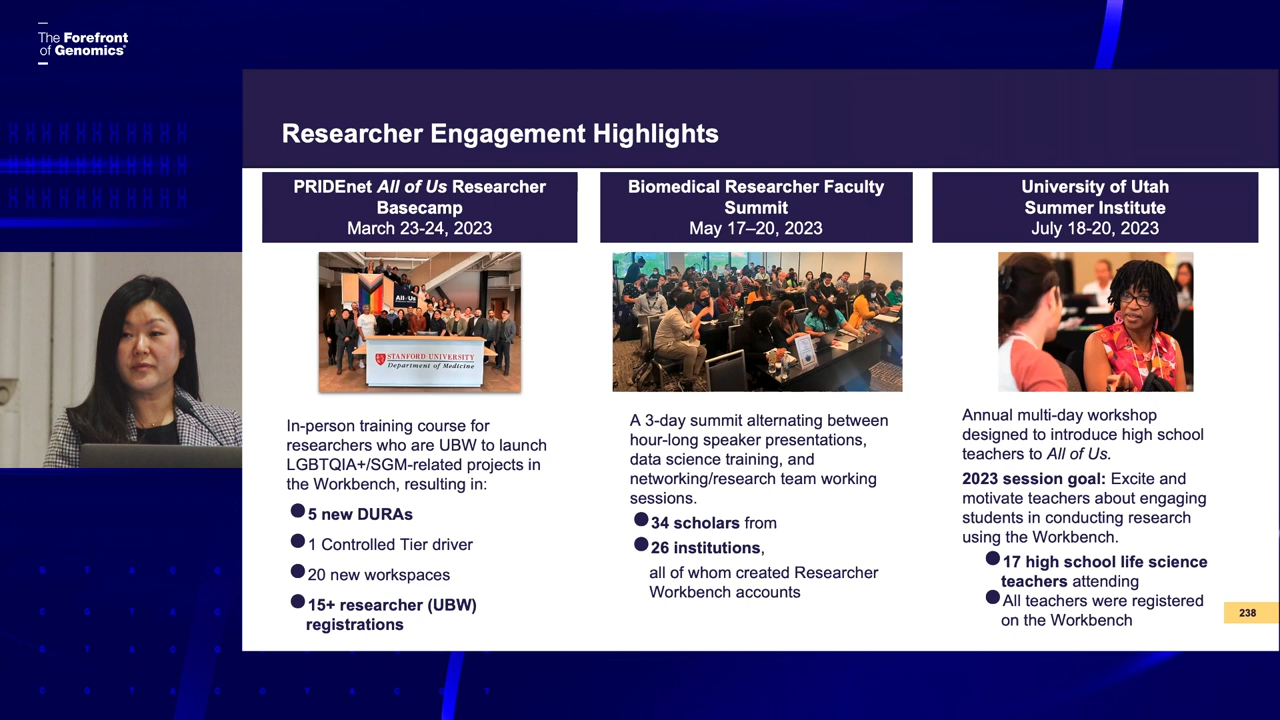 The Forefront
of Genomics®
Researcher Engagement Highlights
PRIDEnet All of Us Researcher
Basecamp
March 23-24, 2023
All of Us
STANFORD UNIVERSITY
Department of Medicine
In-person training course for
researchers who are UBW to launch
LGBTQIA+/SGM-related projects in
the Workbench, resulting in:
● 5 new DURAs
● 1 Controlled Tier driver
● 20 new workspaces
● 15+ researcher (UBW)
registrations
Biomedical Researcher Faculty
Summit
May 17–20, 2023
A 3-day summit alternating between
hour-long speaker presentations,
data science training, and
networking/research team working
sessions.
● 34 scholars from
● 26 institutions,
all of whom created Researcher
Workbench accounts
University of Utah
Summer Institute
July 18-20, 2023
Annual multi-day workshop
designed to introduce high school
teachers to All of Us.
2023 session goal: Excite and
motivate teachers about engaging
students in conducting research
using the Workbench.
● 17 high school life science
teachers attending
● All teachers were registered
on the Workbench
238